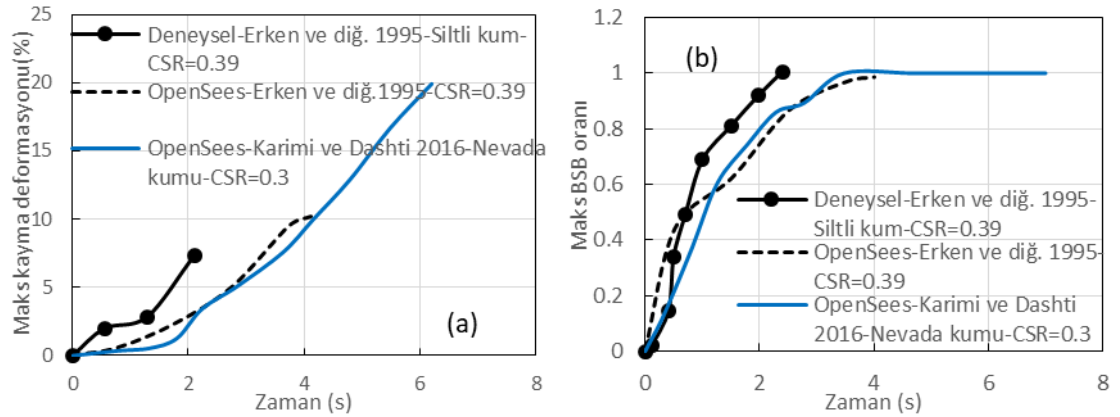 25
20
15
10
5
0
Maks kayma deformasyonu(%)
Deneysel-Erken ve diğ. 1995-Siltli kum-
CSR=0.39
OpenSees-Erken ve diğ.1995-CSR=0.39
OpenSees-Karimi ve Dashti 2016-Nevada
kumu-CSR=0.3
(a)
0 2 4 6 8
Zaman (s)
1.2
1
0.8
0.6
0.4
0.2
0
Maks BSB oranı
(b)
Deneysel-Erken ve diğ. 1995-
Siltli kum-CSR=0.39
OpenSees-Erken ve diğ. 1995-
CSR=0.39
OpenSees-Karimi ve Dashti
2016-Nevada kumu-CSR=0.3
0 2 4 6 8
Zaman (s)